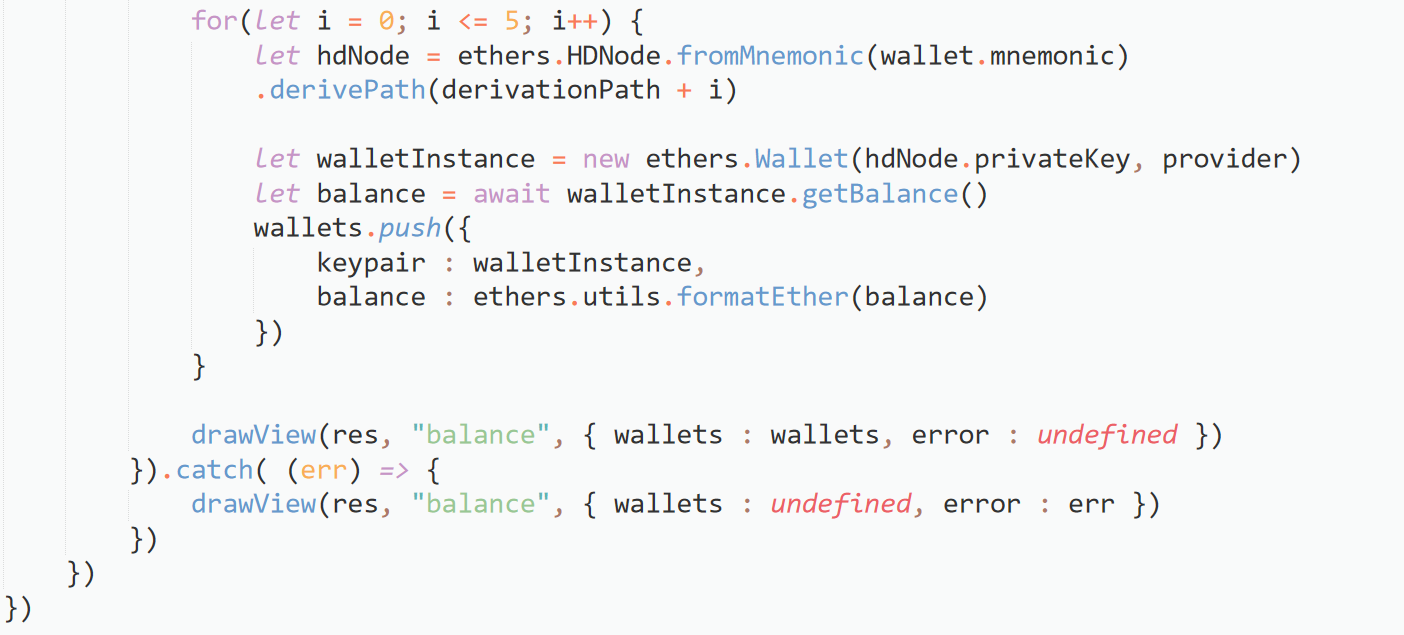 for(let i = 0; i <= 5; i++) {
let hdNode = ethers.HDNode.fromMnemonic(wallet.mnemonic)
.derivePath(derivationPath + i)
let walletInstance = new ethers.Wallet(hdNode.privateKey, provider)
let balance = await walletInstance.getBalance()
wallets.push({
keypair : walletInstance,
balance : ethers.utils.formatEther(balance)
})
}
drawView(res, "balance", { wallets : wallets, error : undefined })
}).catch( (err) => {
drawView(res, "balance", { wallets : undefined, error : err })
})
})
})